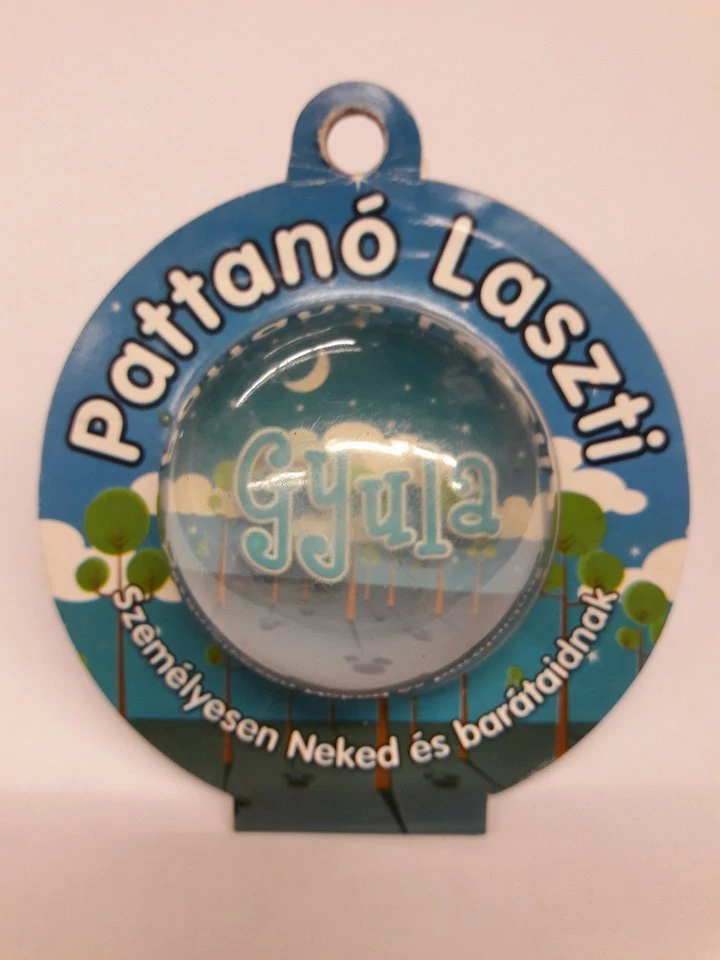 Pattanó Laszti
Gyula
Személyesen Neked és barátaidnak